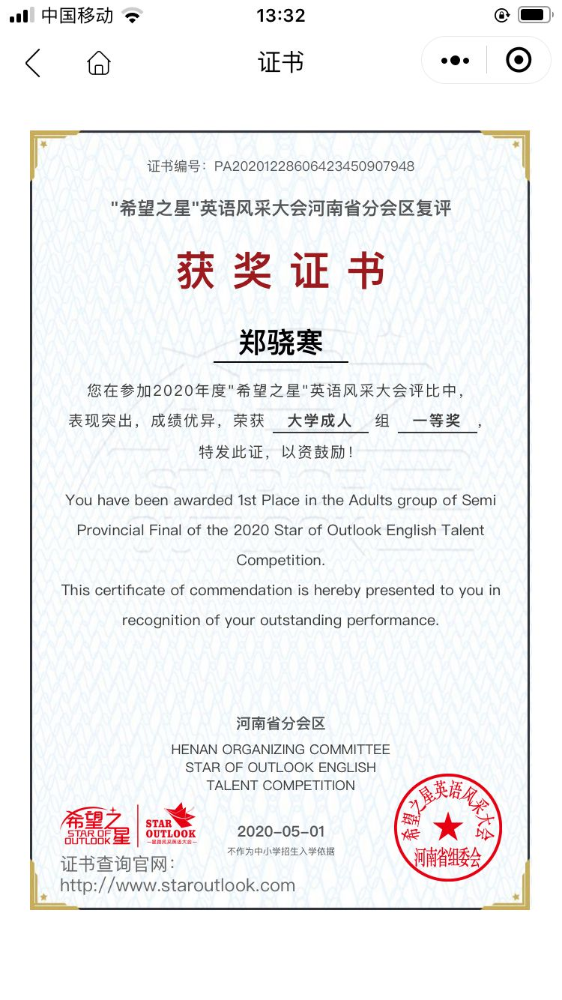 中国移动
13:32
证书
证书编号：PA20201228606423450907948
"希望之星"英语风采大会河南省分会区复评
获奖证书
郑骁寒
您在参加2020年度"希望之星"英语风采大会评比中，
表现突出，成绩优异，荣获 大学成人 组 一等奖，
特发此证，以资鼓励！
You have been awarded 1st Place in the Adults group of Semi
Provincial Final of the 2020 Star of Outlook English Talent
Competition.
This certificate of commendation is hereby presented to you in
recognition of your outstanding performance.
河南省分会区
HENAN ORGANIZING COMMITTEE
STAR OF OUTLOOK ENGLISH
TALENT COMPETITION
希望之星
STAR OF
OUTLOOK
STAR
OUTLOOK
星路风采英语大会
2020-05-01
不作为中小学招生入学依据
希望之星英语风采大会
河南省组委会
证书查询官网：
http://www.staroutlook.com